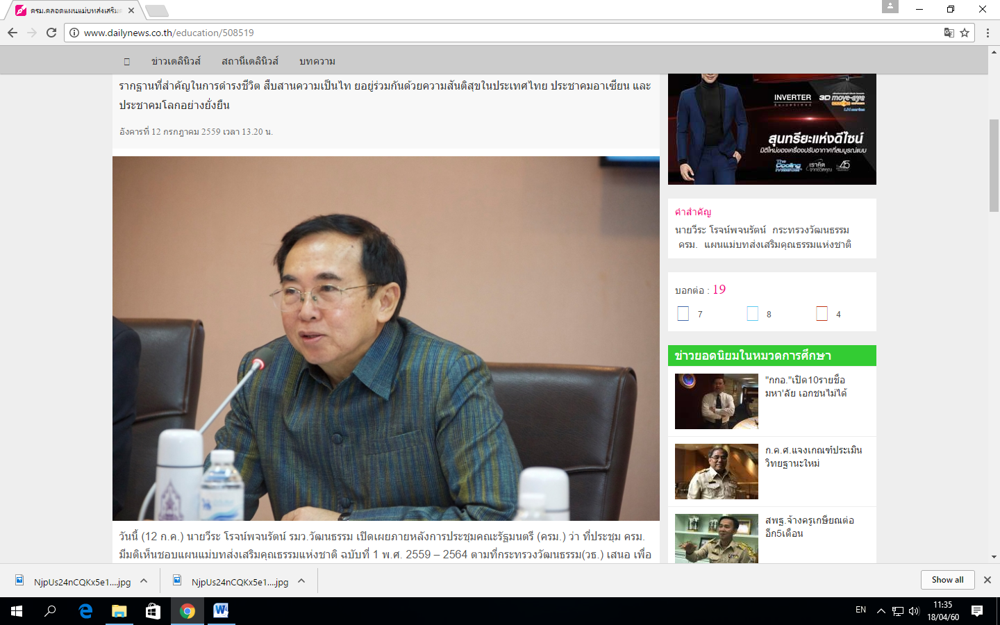 ครม.คลอดแผนแม่บทส่งเสริม
www.dailynews.co.th/education/508519
ข่าวเดลินิวส์ สถานีเดลินิวส์ บทความ
รากฐานที่สำคัญในการดำรงชีวิต สืบสานความเป็นไท ยอยู่ร่วมกันด้วยความสันติสุขในประเทศไทย ประชาคมอาเซียน และ
ประชาคมโลกอย่างยั่งยืน
อังคารที่ 12 กรกฎาคม 2559 เวลา 13.20 น.
วันนี้ (12 ก.ค.) นายวีระ โรจน์พจนรัตน์ รมว.วัฒนธรรม เปิดเผยภายหลังการประชุมคณะรัฐมนตรี (ครม.) ว่า ที่ประชุม ครม.
มีมติเห็นชอบแผนแม่บทส่งเสริมคุณธรรมแห่งชาติ ฉบับที่ 1 พ.ศ. 2559 – 2564 ตามที่กระทรวงวัฒนธรรม(วธ.) เสนอ เพื่อ
INVERTER
3D move-eye
สุนทรียะแห่งดีไซน์
มิติใหม่ของเครื่องปรับอากาศที่สมบูรณ์แบบ
The Cooling
เราคิด
จากชีวิตคุณ
45
คำสำคัญ
นายวีระ โรจน์พจนรัตน์ กระทรวงวัฒนธรรม
ครม. แผนแม่บทส่งเสริมคุณธรรมแห่งชาติ
บอกต่อ : 19
7 8 4
ข่าวยอดนิยมในหมวดการศึกษา
"กกอ."เปิด10รายชื่อ
มหา'ลัย เอกชนไม่ได้
ก.ค.ศ.แจงเกณฑ์ประเมิน
วิทยฐานะใหม่
สพฐ.จ้างครูเกษียณต่อ
อีก5เดือน
NjpUs24nCQKx5e1....jpg NjpUs24nCQKx5e1....jpg Show all
EN
11:35
18/04/60